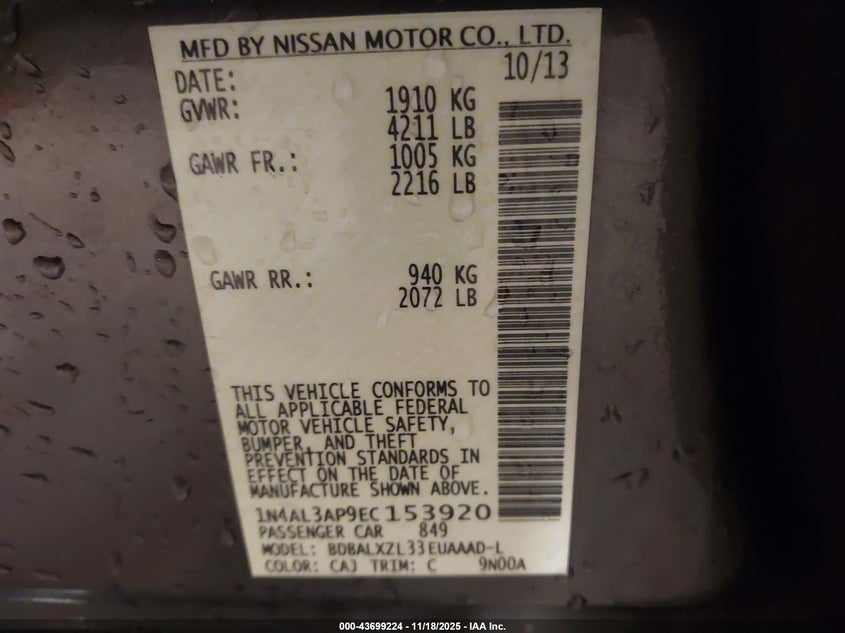 MFD BY NISSAN MOTOR CO., LTD.
DATE: 10/13
GVWR: 1910 KG
4211 LB
GAWR FR.: 1005 KG
2216 LB
GAWR RR.: 940 KG
2072 LB
THIS VEHICLE CONFORMS TO
ALL APPLICABLE FEDERAL
MOTOR VEHICLE SAFETY,
BUMPER, AND THEFT
PREVENTION STANDARDS IN
EFFECT ON THE DATE OF
MANUFACTURE SHOWN ABOVE.
1N4AL3AP9EC153920
PASSENGER CAR 849
MODEL: BDBALXZL33EUAAAD-L
COLOR: CAJ TRIM: C 9N00A
000-43699224 - 11/18/2025 - IAA Inc.